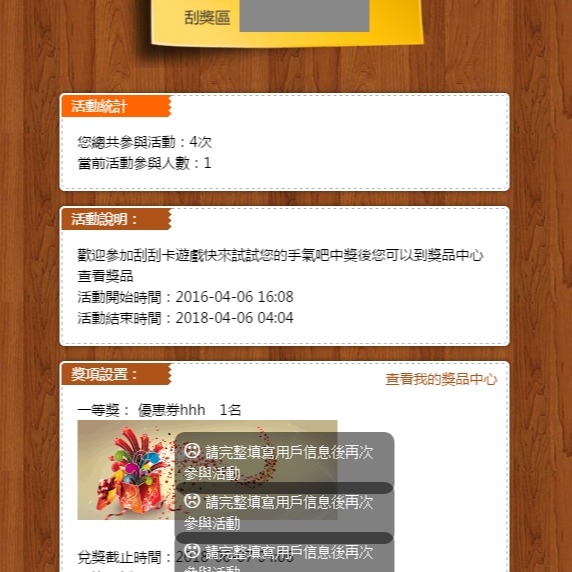 刮獎區
活動統計
您總共參與活動：4次
當前活動參與人數：1
活動說明：
歡迎參加刮刮卡遊戲快來試試您的手氣吧中獎後您可以到獎品中心
查看獎品
活動開始時間：2016-04-06 16:08
活動結束時間：2018-04-06 04:04
獎項設置：
查看我的獎品中心
一等獎： 優惠券hhh 1名
請完整填寫用戶信息後再次
參與活動
請完整填寫用戶信息後再次
參與活動
兌獎截止時間：
請完整填寫用戶信息後再次